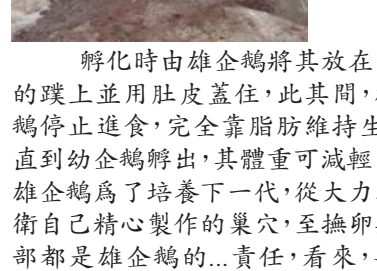 孵化時由雄企鵝將其放在
的蹼上並用肚皮蓋住，此其間，
鵝停止進食，完全靠脂肪維持生
直到幼企鵝孵出，其體重可減輕
雄企鵝爲了培養下一代，從大力
衛自己精心製作的巢穴，至撫卵
部都是雄企鵝的...責任，看來，